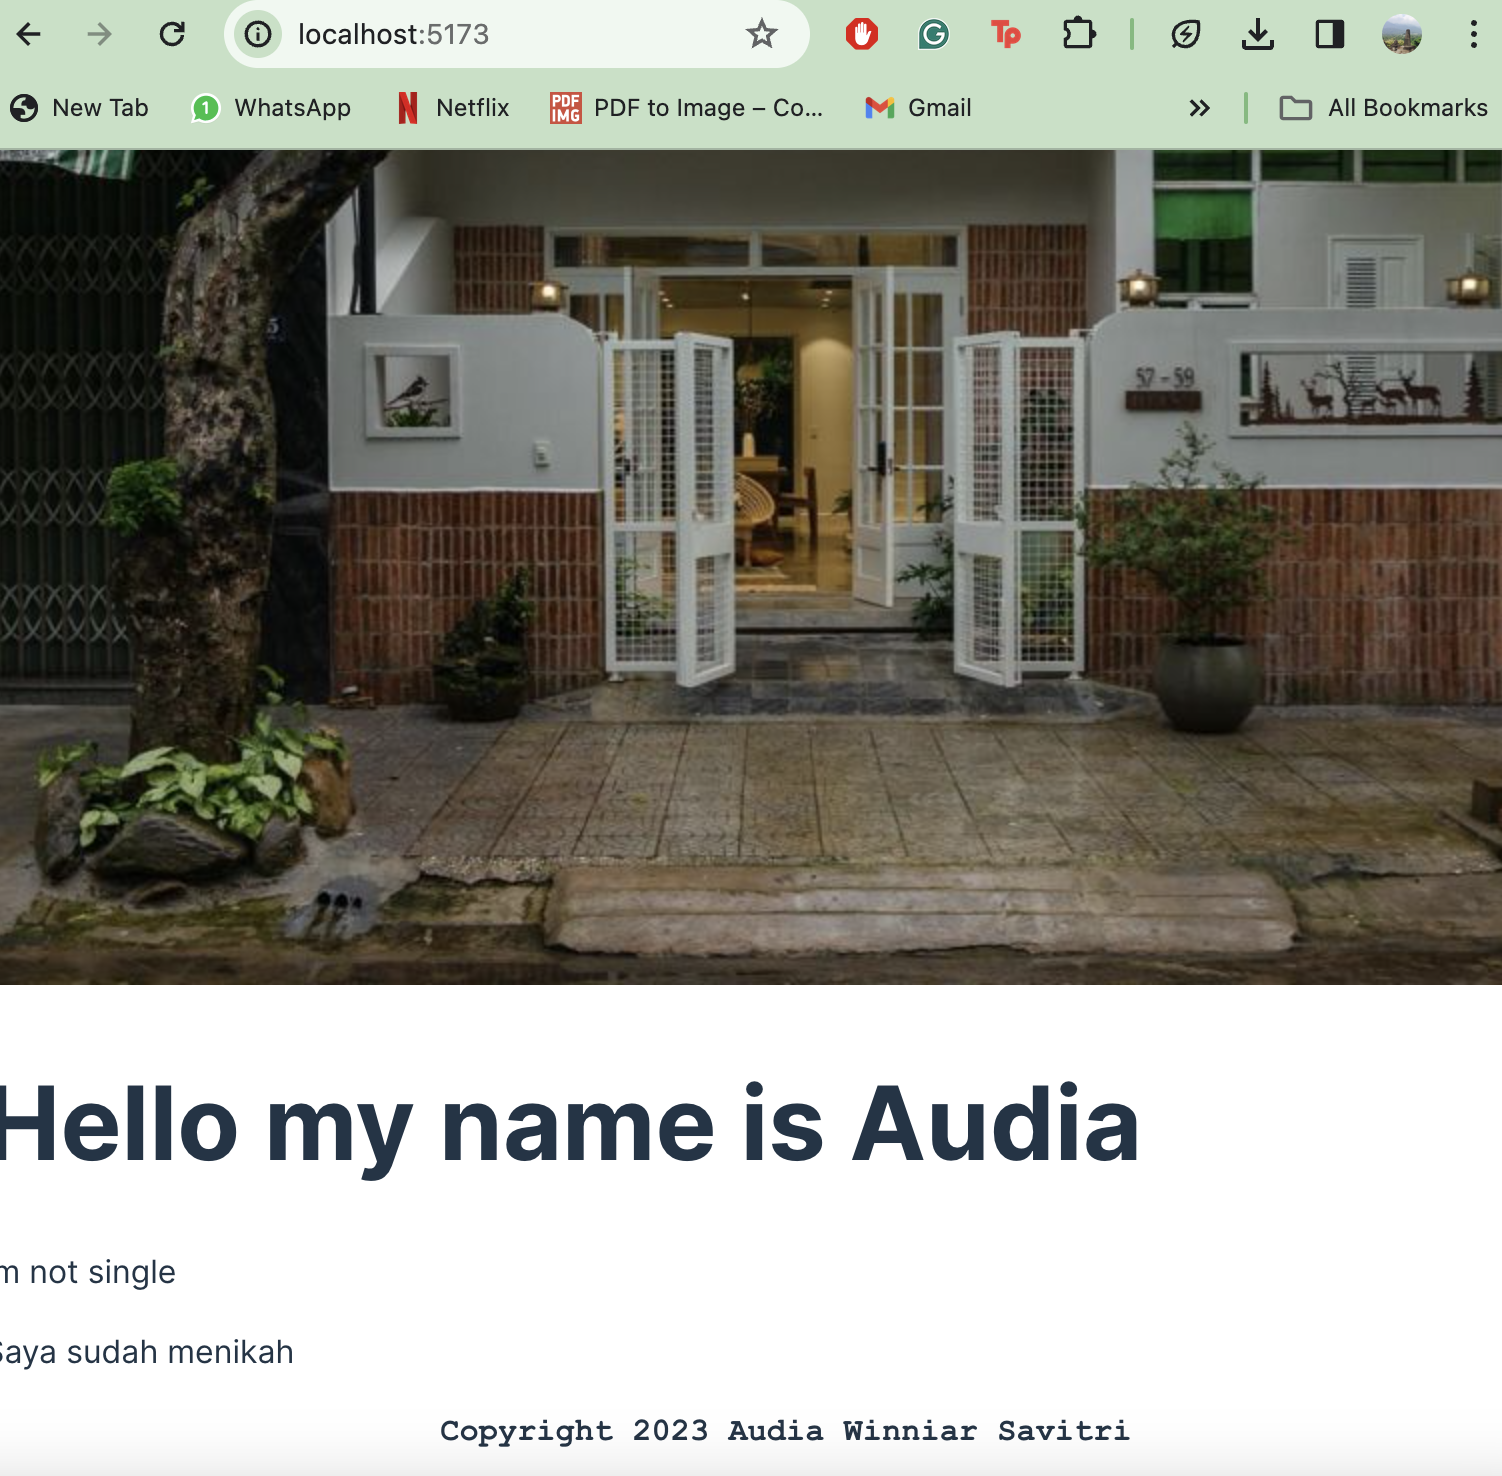 localhost:5173
New Tab
1
WhatsApp
Netflix
PDF IMG
PDF to Image – Co...
Gmail
All Bookmarks
57-59
Hello my name is Audia
m not single
Saya sudah menikah
Copyright 2023 Audia Winniar Savitri